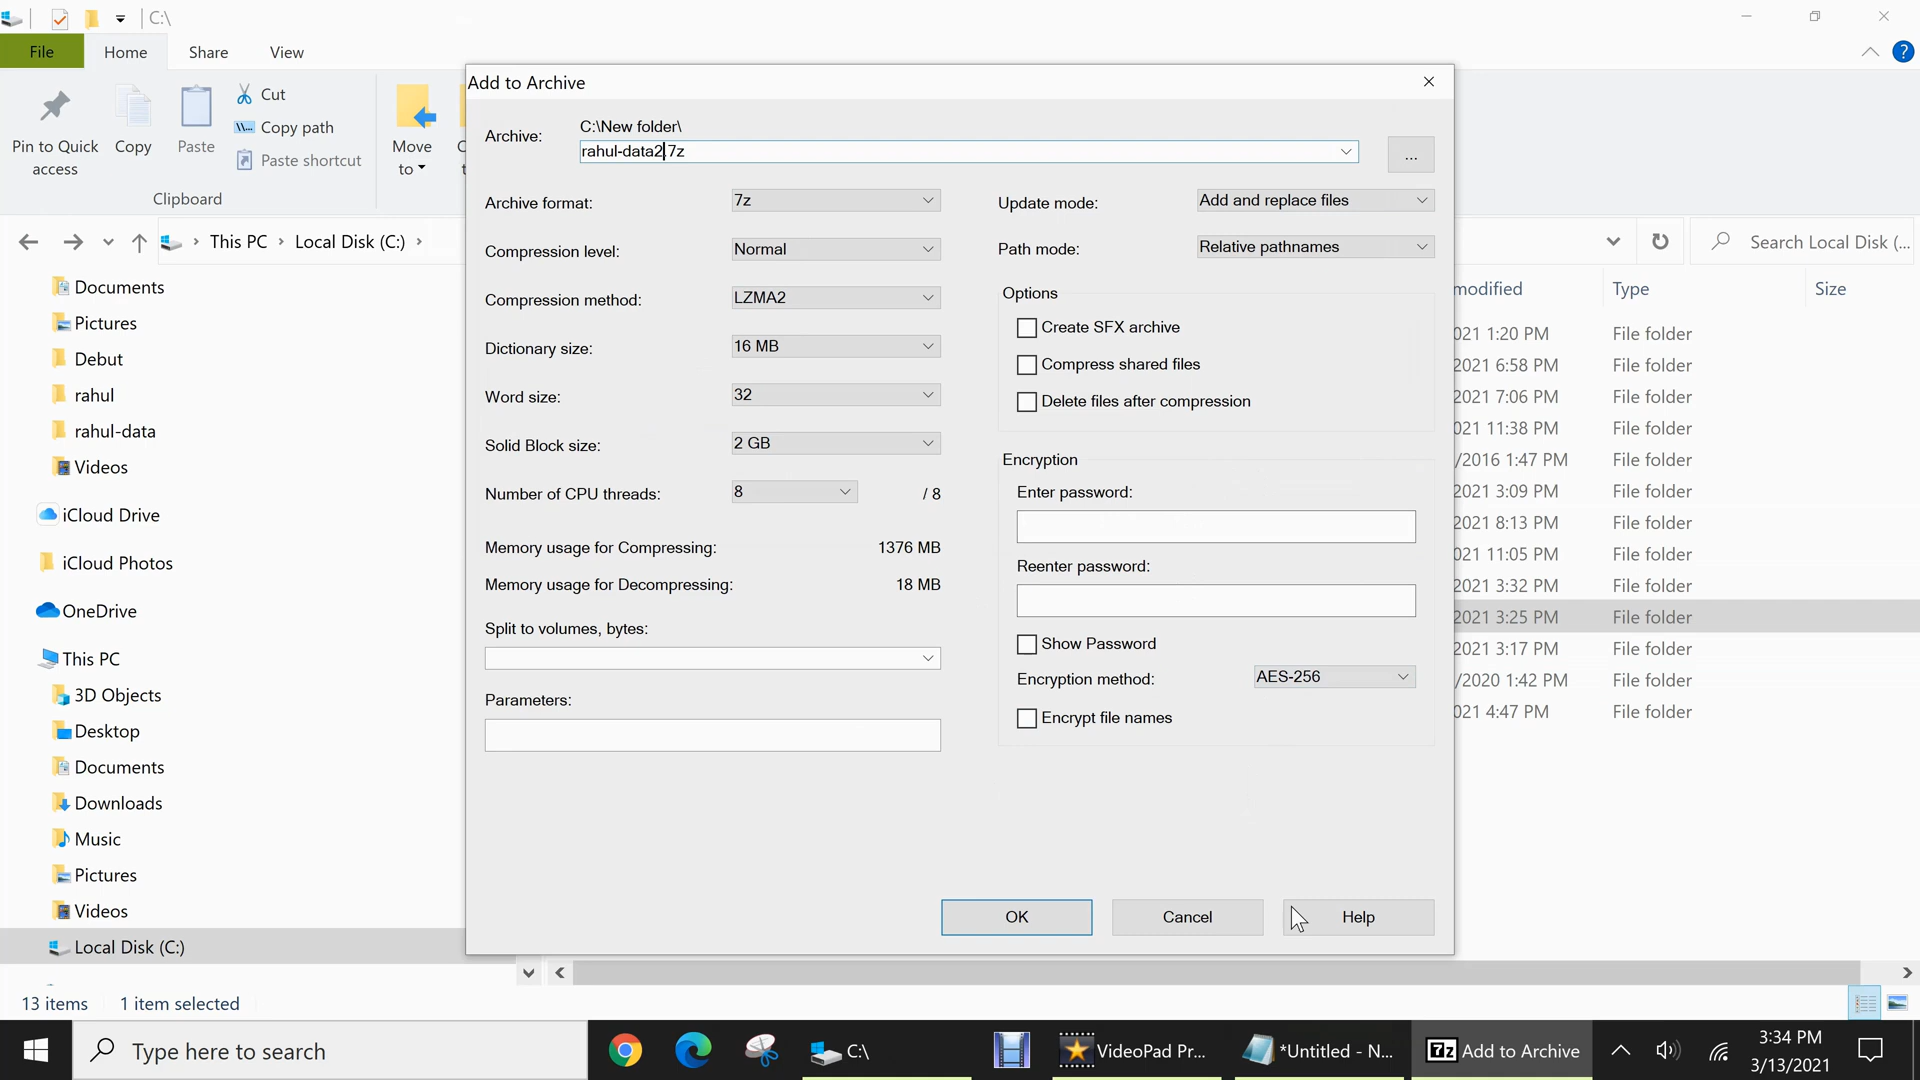 C:\
File
Home
Share
View
?
Pin to Quick access
Copy
Paste
Cut
Copy path
Paste shortcut
Move to
Clipboard
This PC
Local Disk (C:)
Search Local Disk (...
Documents
Pictures
Debut
rahul
rahul-data
Videos
iCloud Drive
iCloud Photos
OneDrive
This PC
3D Objects
Desktop
Documents
Downloads
Music
Pictures
Videos
Local Disk (C:)
13 items
1 item selected
Add to Archive
Archive:
C:\New folder\
rahul-data2.7z
...
Archive format:
7z
Compression level:
Normal
Compression method:
LZMA2
Dictionary size:
16 MB
Word size:
32
Solid Block size:
2 GB
Number of CPU threads:
8
/ 8
Memory usage for Compressing:
1376 MB
Memory usage for Decompressing:
18 MB
Split to volumes, bytes:
Parameters:
Update mode:
Add and replace files
Path mode:
Relative pathnames
Options
Create SFX archive
Compress shared files
Delete files after compression
Encryption
Enter password:
Reenter password:
Show Password
Encryption method:
AES-256
Encrypt file names
OK
Cancel
Help
modified
Type
Size
021 1:20 PM
File folder
2021 6:58 PM
File folder
2021 7:06 PM
File folder
2021 11:38 PM
File folder
/2016 1:47 PM
File folder
2021 3:09 PM
File folder
2021 8:13 PM
File folder
021 11:05 PM
File folder
2021 3:32 PM
File folder
2021 3:25 PM
File folder
2021 3:17 PM
File folder
/2020 1:42 PM
File folder
021 4:47 PM
File folder
Type here to search
C:\
VideoPad Pr...
*Untitled - N...
7z
Add to Archive
3:34 PM
3/13/2021